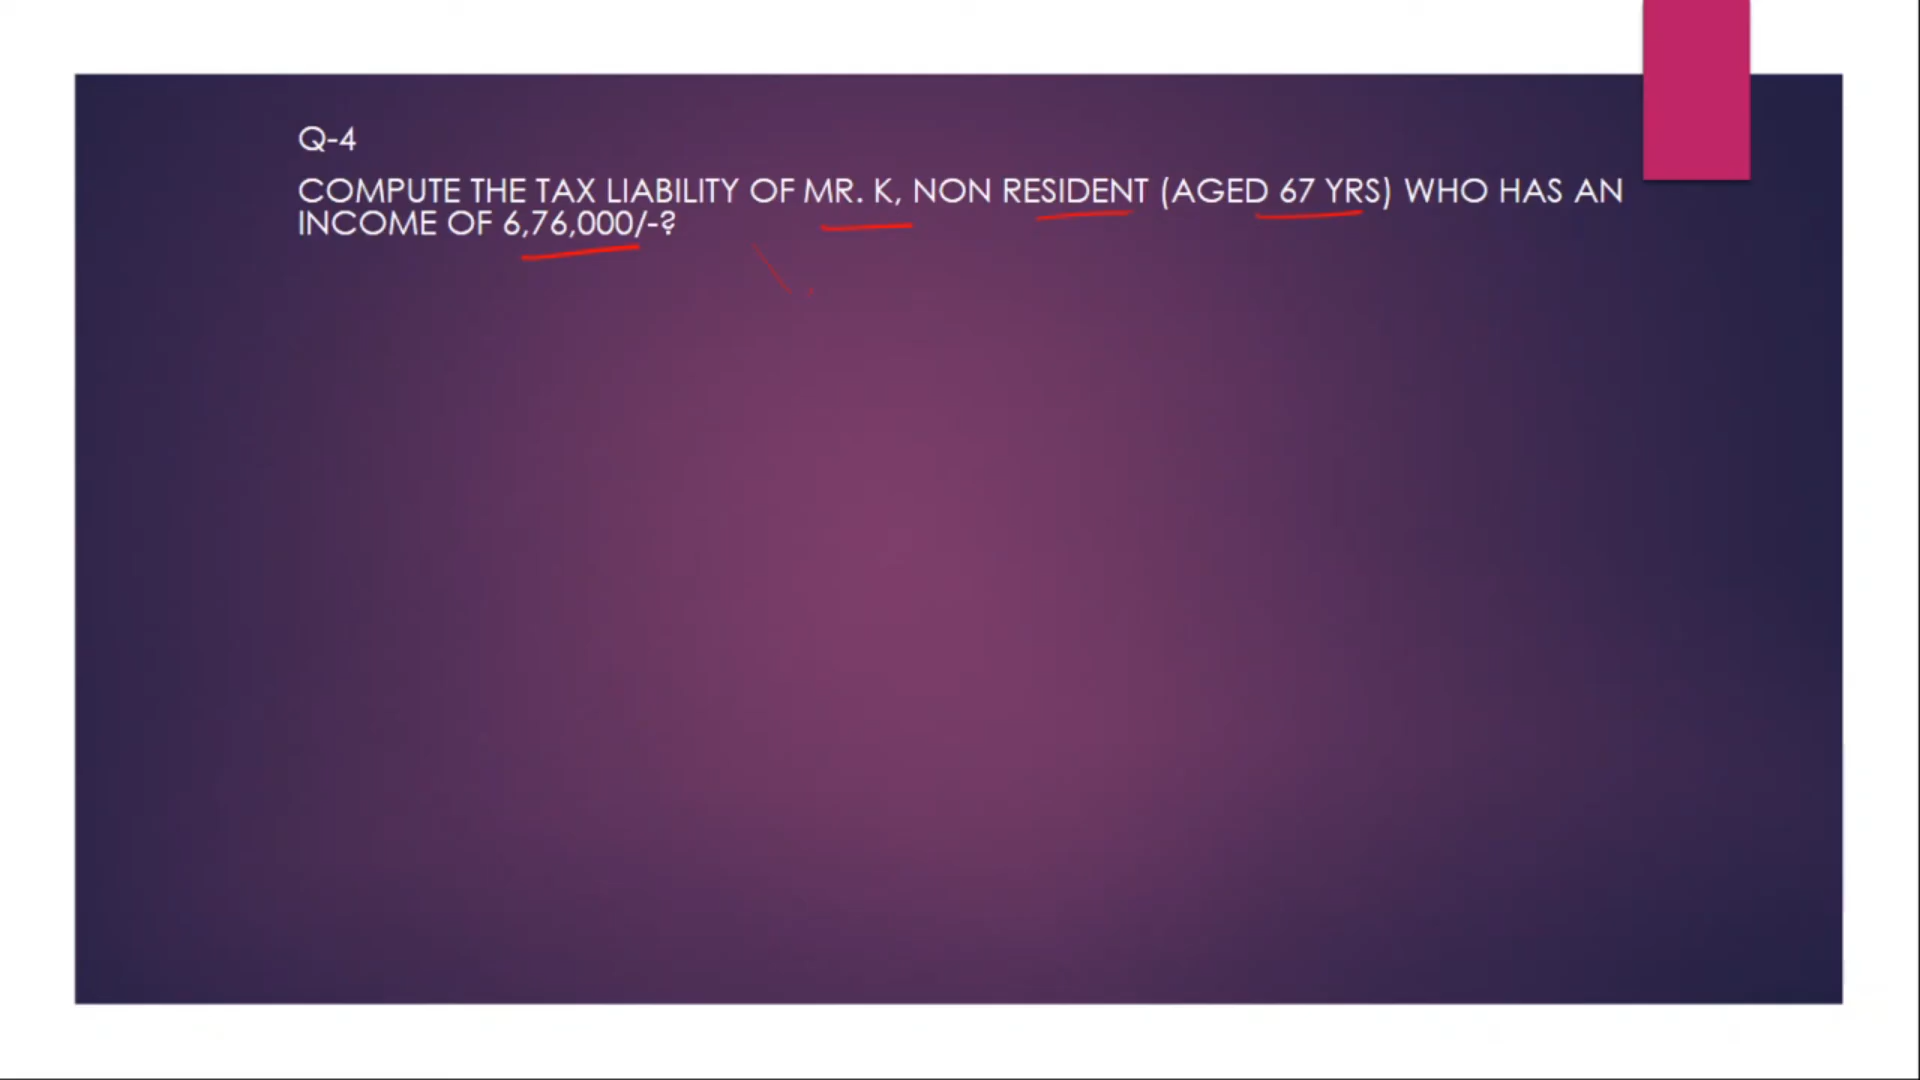 Q-4
COMPUTE THE TAX LIABILITY OF MR. K, NON RESIDENT (AGED 67 YRS) WHO HAS AN
INCOME OF 6,76,000/-?